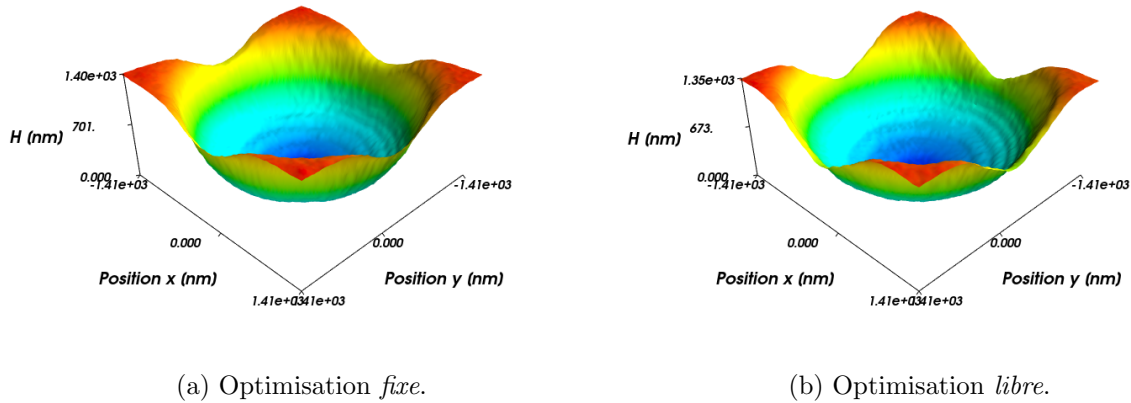 1.40e+03
701.
H (nm)
0.000
-1.41e+03
-1.41e+03
0.000
0.000
Position x (nm)
Position y (nm)
1.41e+03
1.41e+03
1.35e+03
673.
H (nm)
0.000
-1.41e+03
-1.41e+03
0.000
0.000
Position x (nm)
Position y (nm)
1.41e+03
1.41e+03
(a) Optimisation fixe.
(b) Optimisation libre.